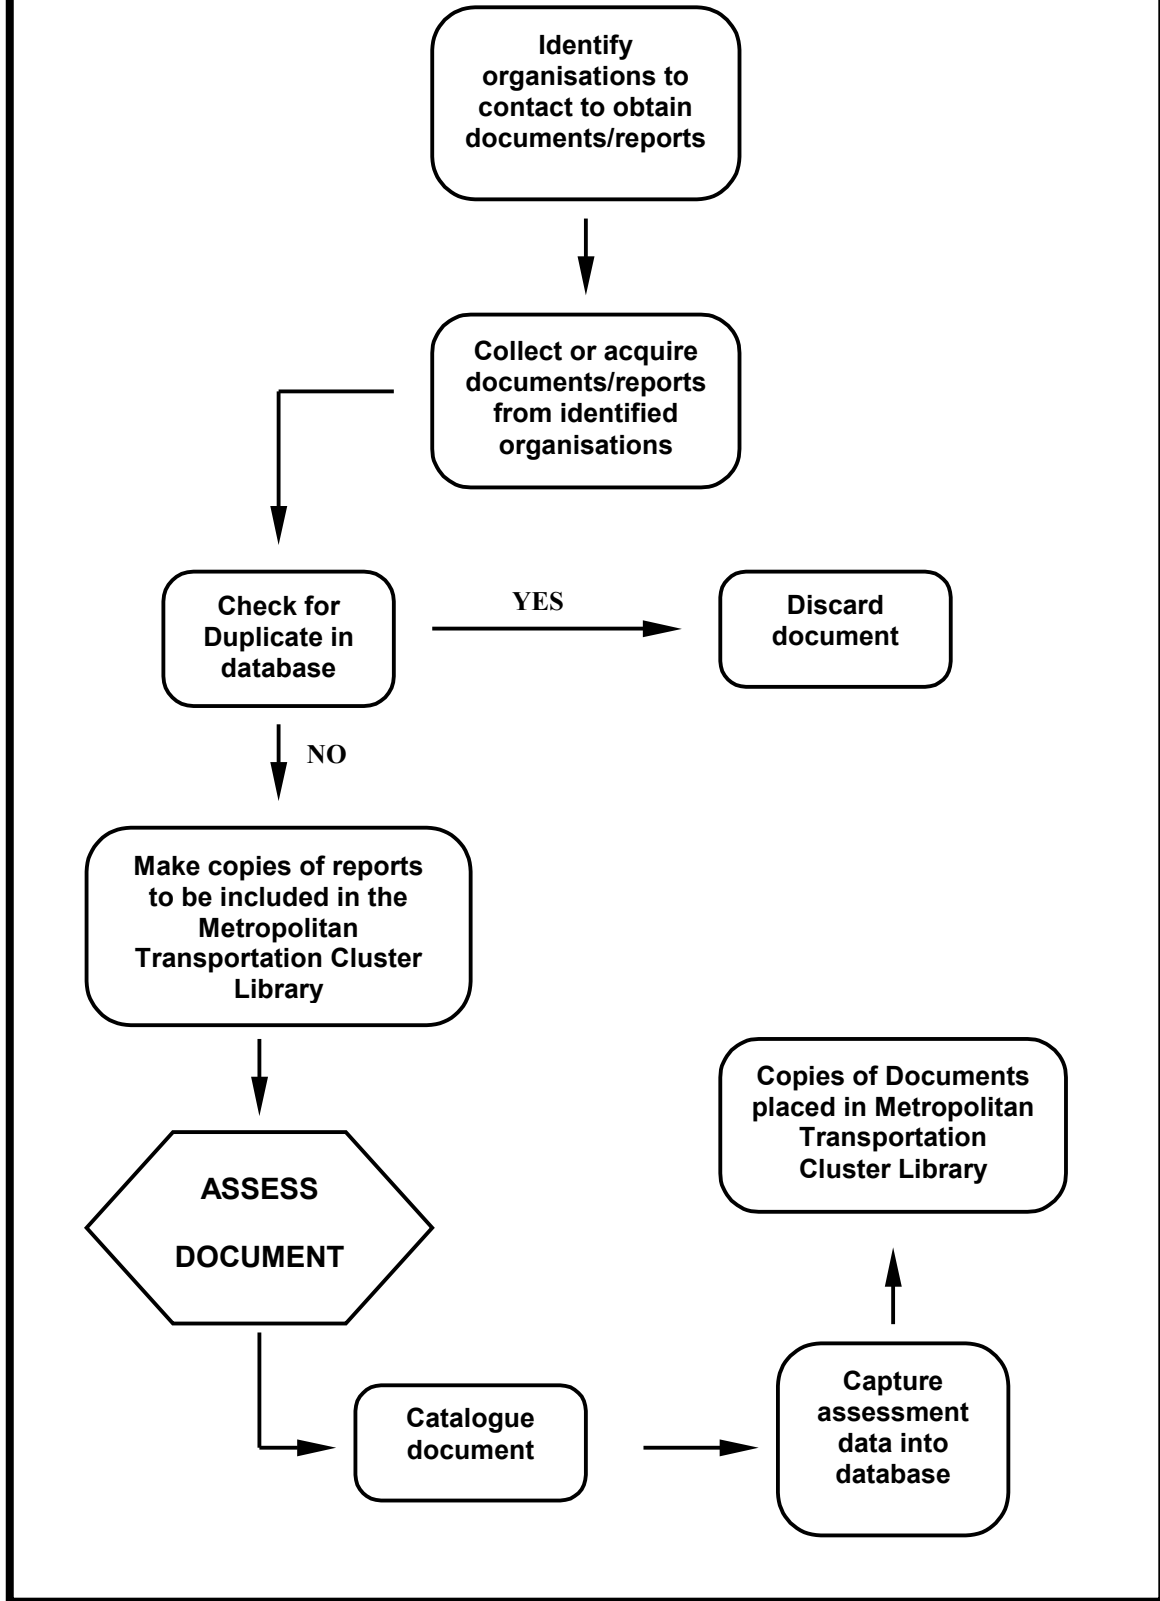 Identify
organisations to
contact to obtain
documents/reports
Collect or acquire
documents/reports
from identified
organisations
Check for
Duplicate in
database
YES
Discard
document
NO
Make copies of reports
to be included in the
Metropolitan
Transportation Cluster
Library
ASSESS
DOCUMENT
Catalogue
document
Capture
assessment
data into
database
Copies of Documents
placed in Metropolitan
Transportation
Cluster Library